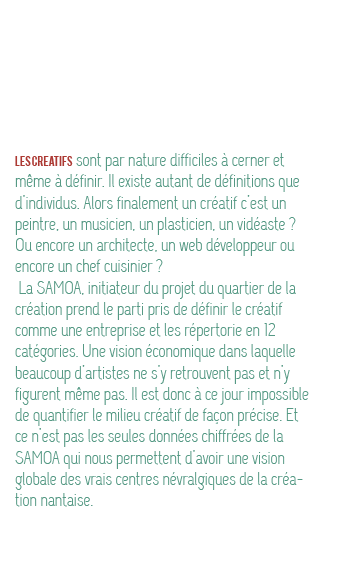 LES CREATIFS sont par nature difficiles à cerner et
même à définir. Il existe autant de définitions que
d'individus. Alors finalement un créatif c'est un
peintre, un musicien, un plasticien, un vidéaste ?
Ou encore un architecte, un web développeur ou
encore un chef cuisinier ?
La SAMOA, initiateur du projet du quartier de la
création prend le parti pris de définir le créatif
comme une entreprise et les répertorie en 12
catégories. Une vision économique dans laquelle
beaucoup d'artistes ne s'y retrouvent pas et n'y
figurent même pas. Il est donc à ce jour impossible
de quantifier le milieu créatif de façon précise. Et
ce n'est pas les seules données chiffrées de la
SAMOA qui nous permettent d'avoir une vision
globale des vrais centres névralgiques de la créa-
tion nantaise.